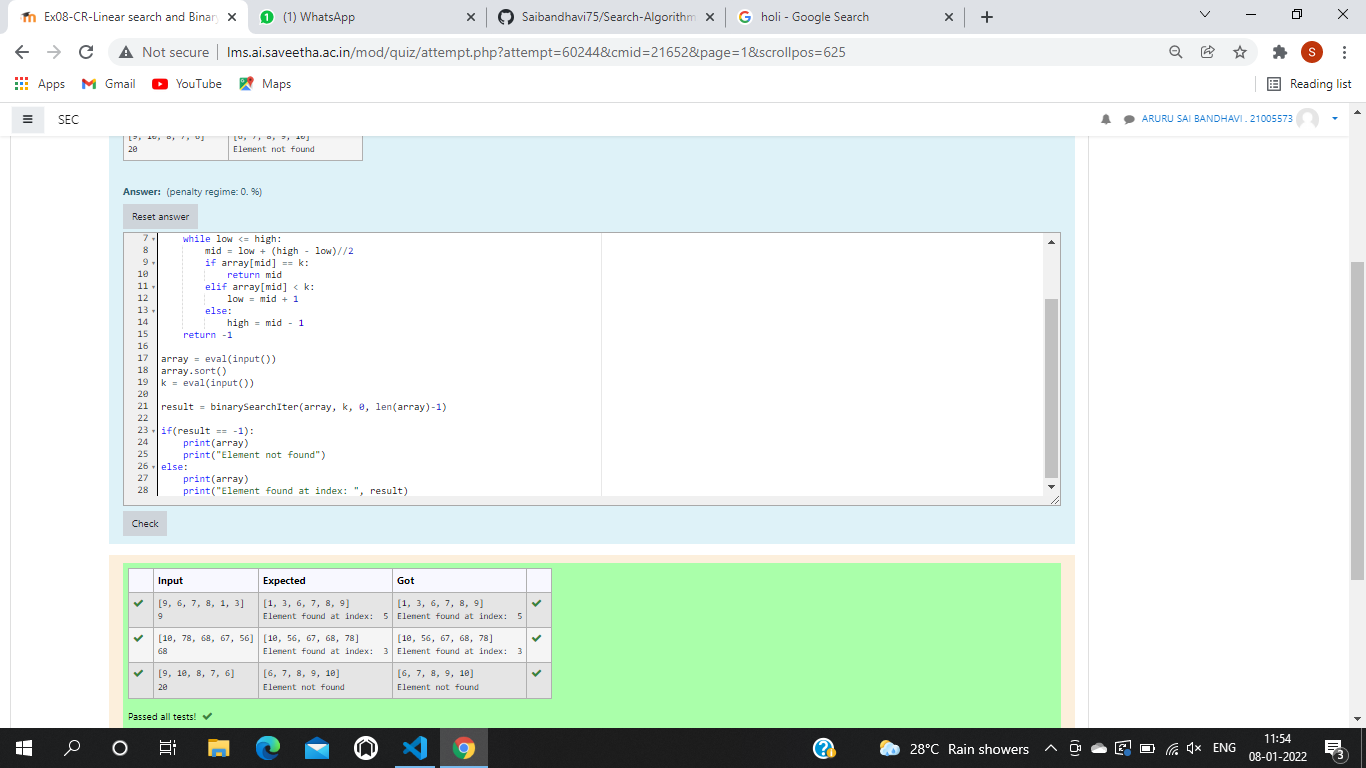 Ex08-CR-Linear search and Binar
(1) WhatsApp
Saibandhavi75/Search-Algorithm
holi - Google Search
Not secure
lms.ai.saveetha.ac.in/mod/quiz/attempt.php?attempt=60244&cmid=21652&page=1&scrollpos=625
S
Apps
Gmail
YouTube
Maps
Reading list
SEC
ARURU SAI BANDHAVI . 21005573
[9, 10, 8, 7, 6] [6, 7, 8, 9, 10]
20 Element not found
Answer: (penalty regime: 0. %)
Reset answer
7 while low <= high:
8 mid = low + (high - low)//2
9 if array[mid] == k:
10 return mid
11 elif array[mid] < k:
12 low = mid + 1
13 else:
14 high = mid - 1
15 return -1
16
17 array = eval(input())
18 array.sort()
19 k = eval(input())
20
21 result = binarySearchIter(array, k, 0, len(array)-1)
22
23 if(result == -1):
24 print(array)
25 print("Element not found")
26 else:
27 print(array)
28 print("Element found at index: ", result)
Check
Input Expected Got
[9, 6, 7, 8, 1, 3] [1, 3, 6, 7, 8, 9] [1, 3, 6, 7, 8, 9]
9 Element found at index:  5 Element found at index:  5
[10, 78, 68, 67, 56] [10, 56, 67, 68, 78] [10, 56, 67, 68, 78]
68 Element found at index:  3 Element found at index:  3
[9, 10, 8, 7, 6] [6, 7, 8, 9, 10] [6, 7, 8, 9, 10]
20 Element not found Element not found
Passed all tests!
28°C Rain showers
ENG
11:54
08-01-2022
3